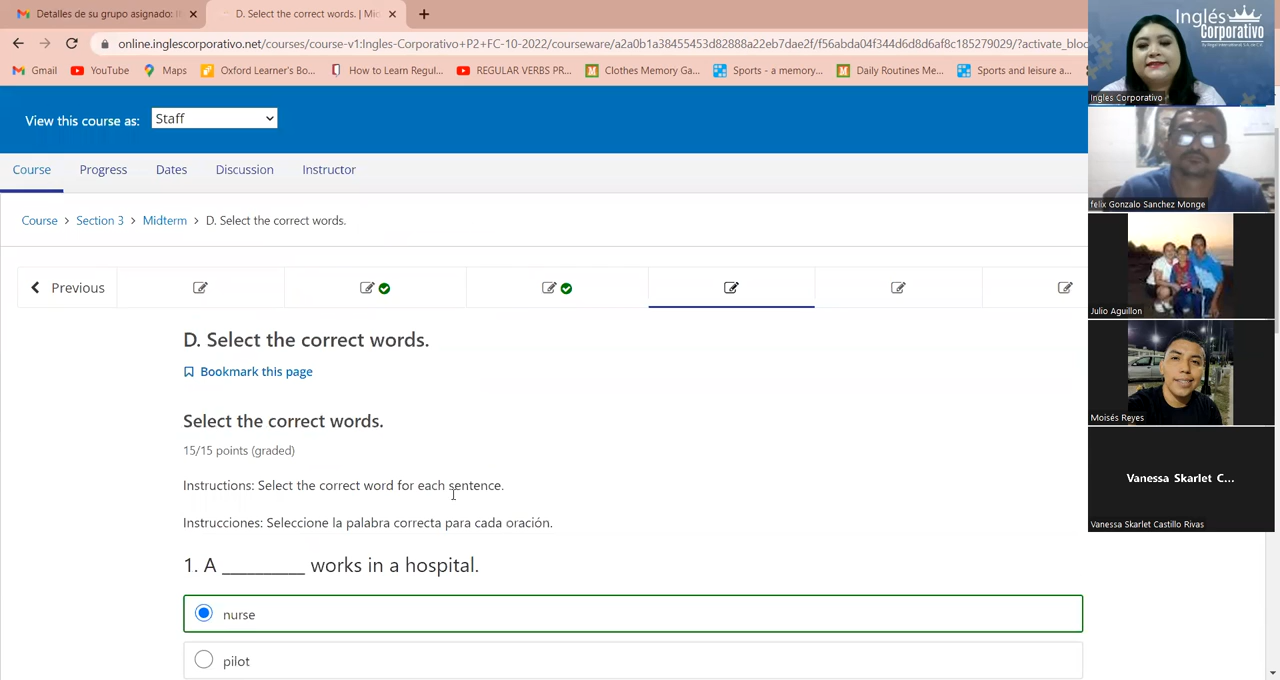 Detalles de su grupo asignado: I
D. Select the correct words. | Mid
online.inglescorporativo.net/courses/course-v1:Ingles-Corporativo+P2+FC-10-2022/courseware/a2a0b1a38455453d82888a22eb7dae2f/f56abda04f344d6d8d6af8c185279029/?activate_bloc
Gmail YouTube Maps Oxford Learner's Bo... How to Learn Regul... REGULAR VERBS PR... Clothes Memory Ga... Sports - a memory... Daily Routines Me... Sports and leisure a...
View this course as: Staff
Course Progress Dates Discussion Instructor
Course > Section 3 > Midterm > D. Select the correct words.
Previous
D. Select the correct words.
Bookmark this page
Select the correct words.
15/15 points (graded)
Instructions: Select the correct word for each sentence.
Instrucciones: Seleccione la palabra correcta para cada oración.
1. A __________ works in a hospital.
nurse
pilot
Inglés
Corporativo
Ingles Corporativo
felix Gonzalo Sanchez Monge
Julio Aguillon
Moisés Reyes
Vanessa Skarlet C...
Vanessa Skarlet Castillo Rivas